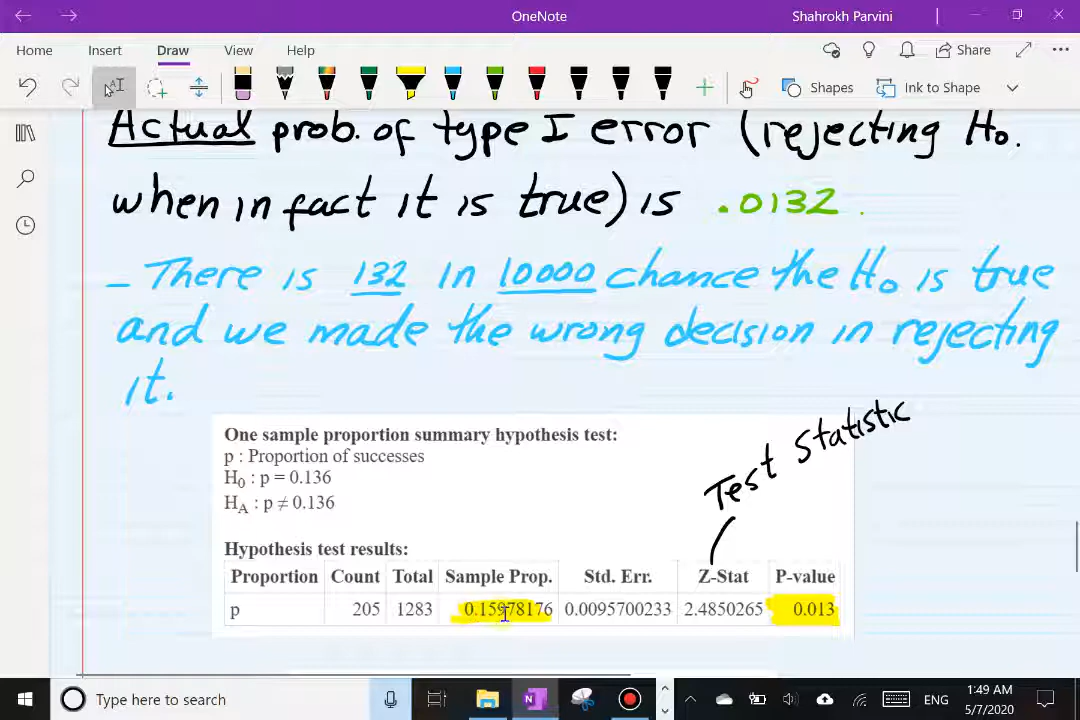 OneNote
Shahrokh Parvini
Home Insert Draw View Help
Share
Shapes
Ink to Shape
Actual prob. of type I error (rejecting H0.
when in fact it is true) is .0132.
- There is 132 in 10000 chance the H0 is true
and we made the wrong decision in rejecting
it.
Test Statistic
One sample proportion summary hypothesis test:
p : Proportion of successes
H0 : p = 0.136
HA : p ≠ 0.136
Hypothesis test results:
Proportion Count Total Sample Prop. Std. Err. Z-Stat P-value
p 205 1283 0.15978176 0.0095700233 2.4850265 0.013
Type here to search
ENG
1:49 AM
5/7/2020